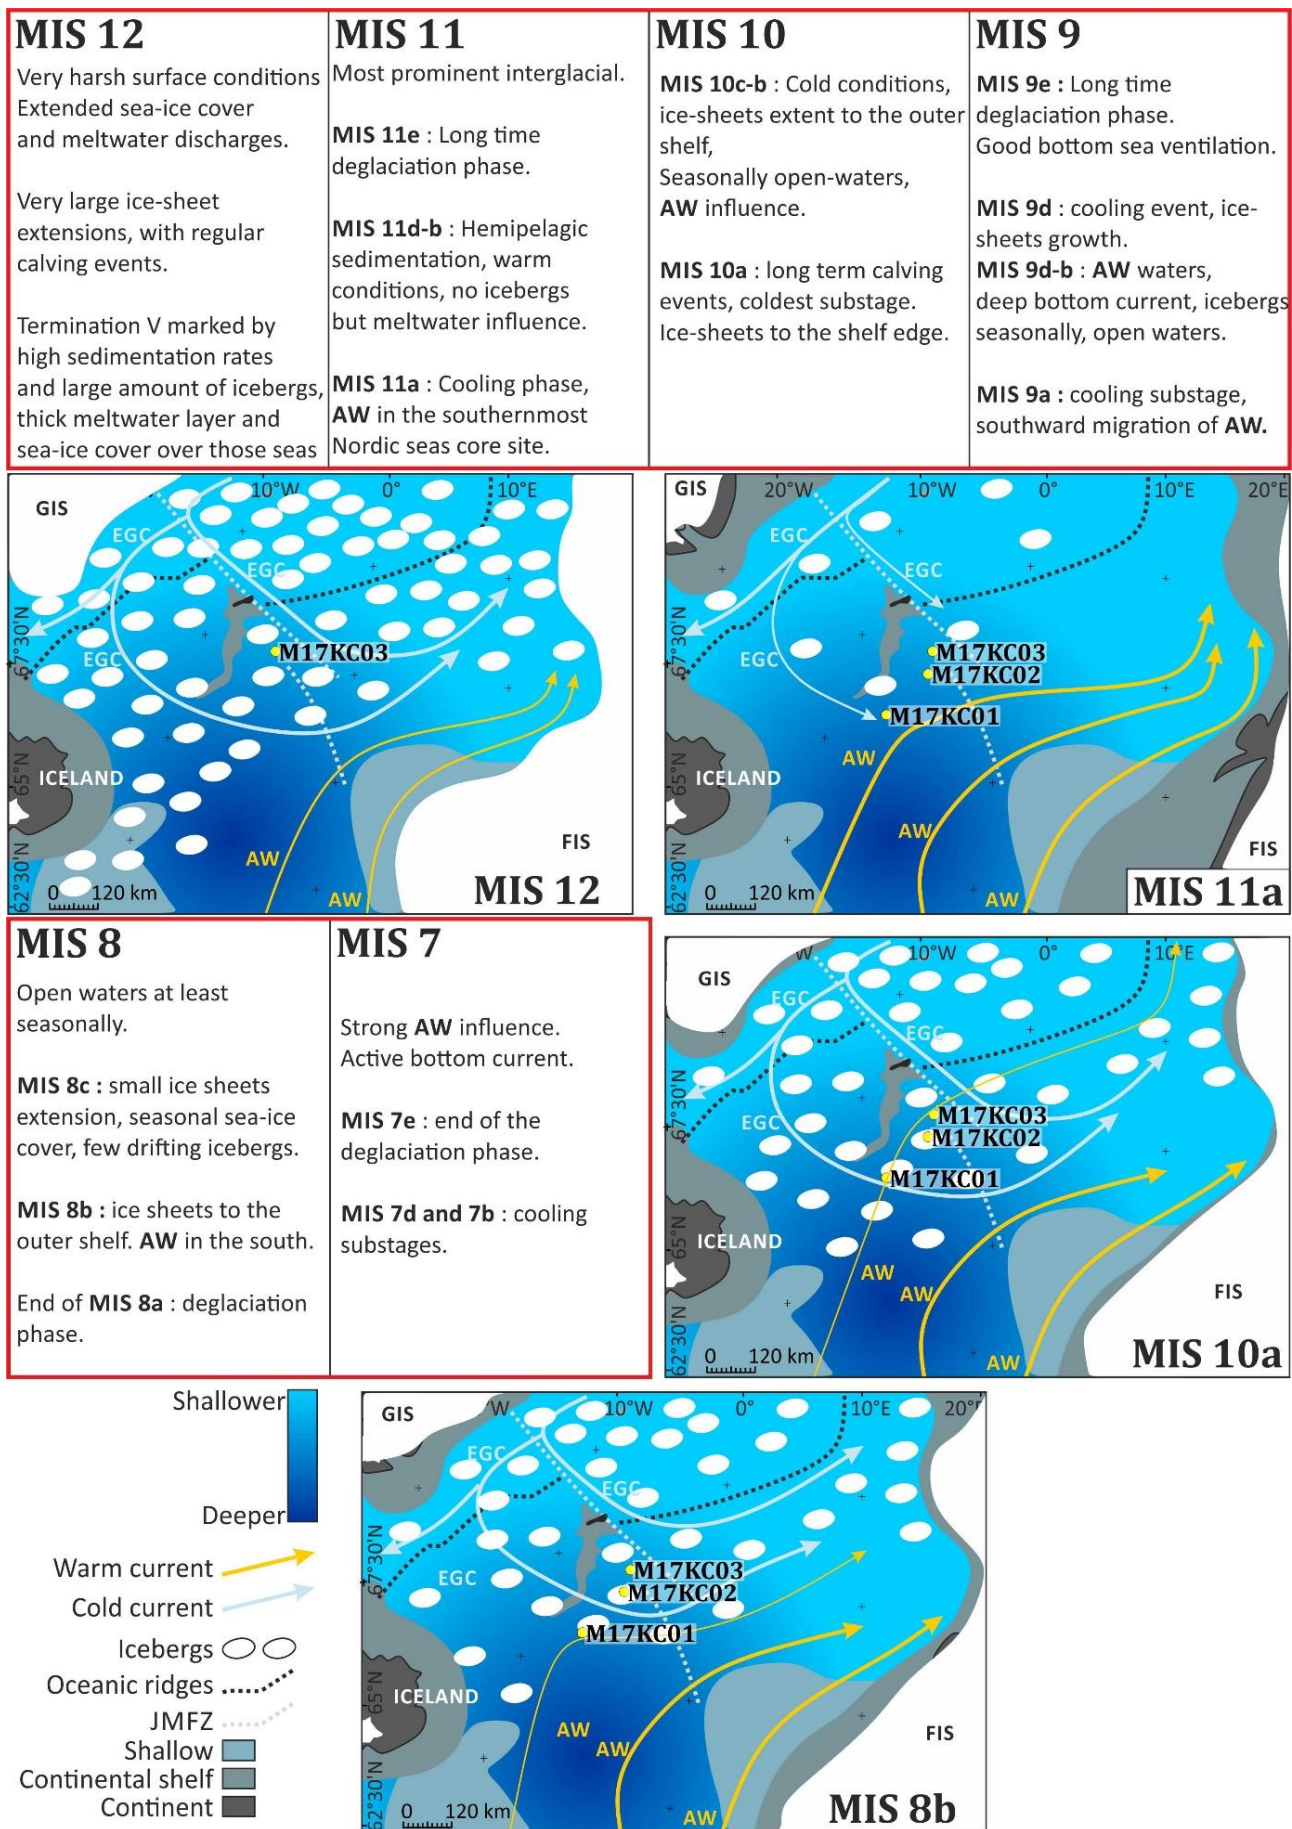 MIS 12
Very harsh surface conditions
Extended sea-ice cover
and meltwater discharges.
Very large ice-sheet
extensions, with regular
calving events.
Termination V marked by
high sedimentation rates
and large amount of icebergs,
thick meltwater layer and
sea-ice cover over those seas
MIS 11
Most prominent interglacial.
MIS 11e : Long time
deglaciation phase.
MIS 11d-b : Hemipelagic
sedimentation, warm
conditions, no icebergs
but meltwater influence.
MIS 11a : Cooling phase,
AW in the southernmost
Nordic seas core site.
MIS 10
MIS 10c-b : Cold conditions,
ice-sheets extent to the outer
shelf,
Seasonally open-waters,
AW influence.
MIS 10a : long term calving
events, coldest substage.
Ice-sheets to the shelf edge.
MIS 9
MIS 9e : Long time
deglaciation phase.
Good bottom sea ventilation.
MIS 9d : cooling event, ice-
sheets growth.
MIS 9d-b : AW waters,
deep bottom current, icebergs
seasonally, open waters.
MIS 9a : cooling substage,
southward migration of AW.
GIS
10°W
0°
10°E
EGC
EGC
67°30'N
M17KC03
EGC
ICELAND
65°N
FIS
AW
62°30'N
0 120 km
AW
MIS 12
GIS
20°W
10°W
0°
10°E
20°E
EGC
EGC
67°30'N
M17KC03
EGC
M17KC02
M17KC01
AW
ICELAND
65°N
AW
FIS
62°30'N
0 120 km
AW
MIS 11a
MIS 8
Open waters at least
seasonally.
MIS 8c : small ice sheets
extension, seasonal sea-ice
cover, few drifting icebergs.
MIS 8b : ice sheets to the
outer shelf. AW in the south.
End of MIS 8a : deglaciation
phase.
MIS 7
Strong AW influence.
Active bottom current.
MIS 7e : end of the
deglaciation phase.
MIS 7d and 7b : cooling
substages.
W
10°W
0°
10°E
GIS
EGC
EGC
67°30'N
M17KC03
EGC
M17KC02
M17KC01
ICELAND
65°N
AW
AW
FIS
62°30'N
0 120 km
AW
MIS 10a
Shallower
Deeper
Warm current
Cold current
Icebergs
Oceanic ridges
JMFZ
Shallow
Continental shelf
Continent
GIS
°W
10°W
0°
10°E
20°
EGC
EGC
67°30'N
M17KC03
EGC
M17KC02
M17KC01
ICELAND
65°N
AW
AW
FIS
62°30'N
0 120 km
AW
MIS 8b